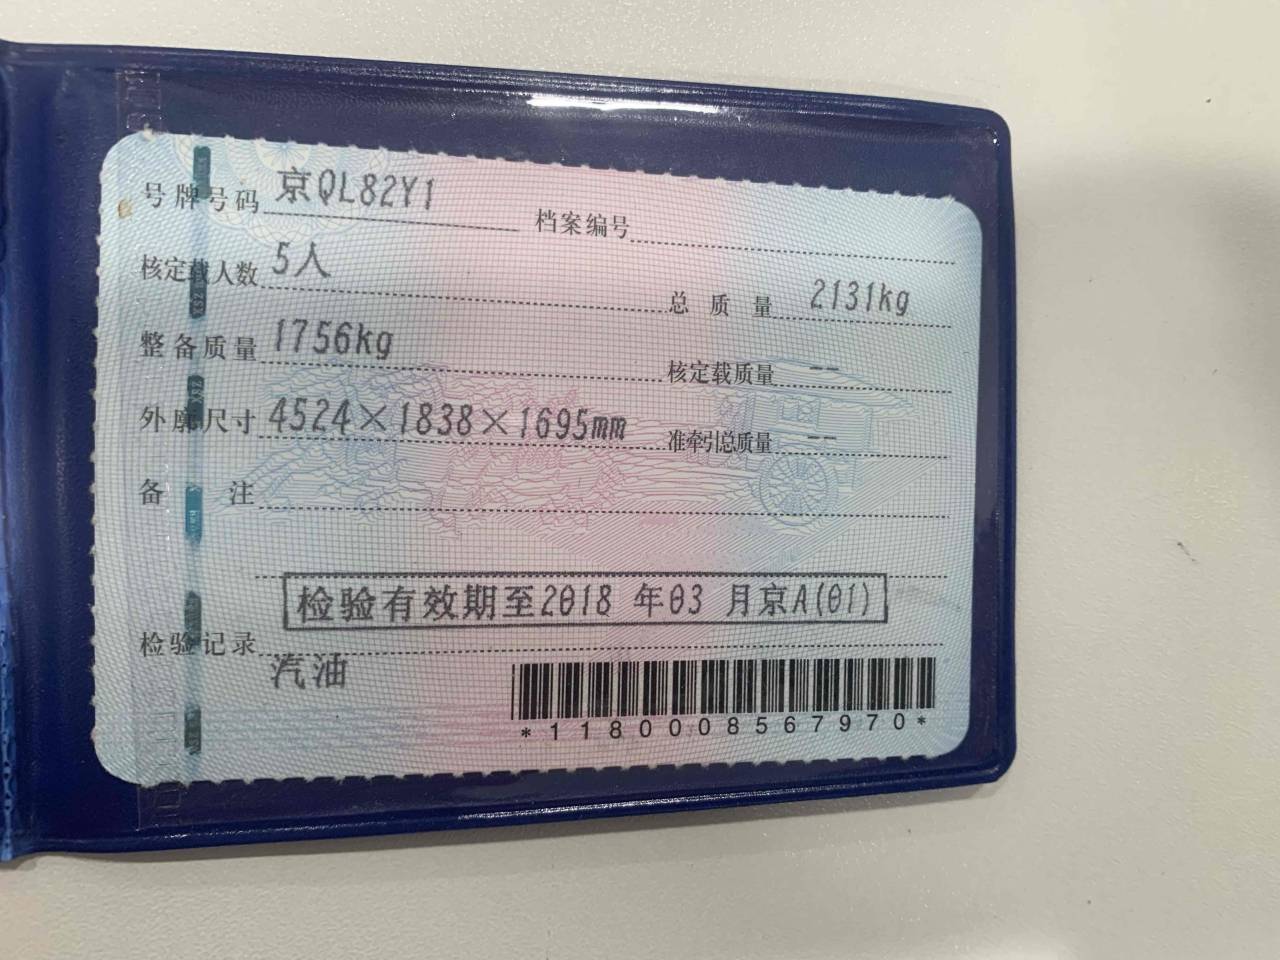 号牌号码 京QL82Y1 档案编号
核定载人数 5人 总质量 2131kg
整备质量 1756kg 核定载质量 --
外廓尺寸 4524×1838×1695mm 准牵引总质量 --
备注
检验有效期至2018 年03 月京A(01)
检验记录
汽油
*1180008567970*